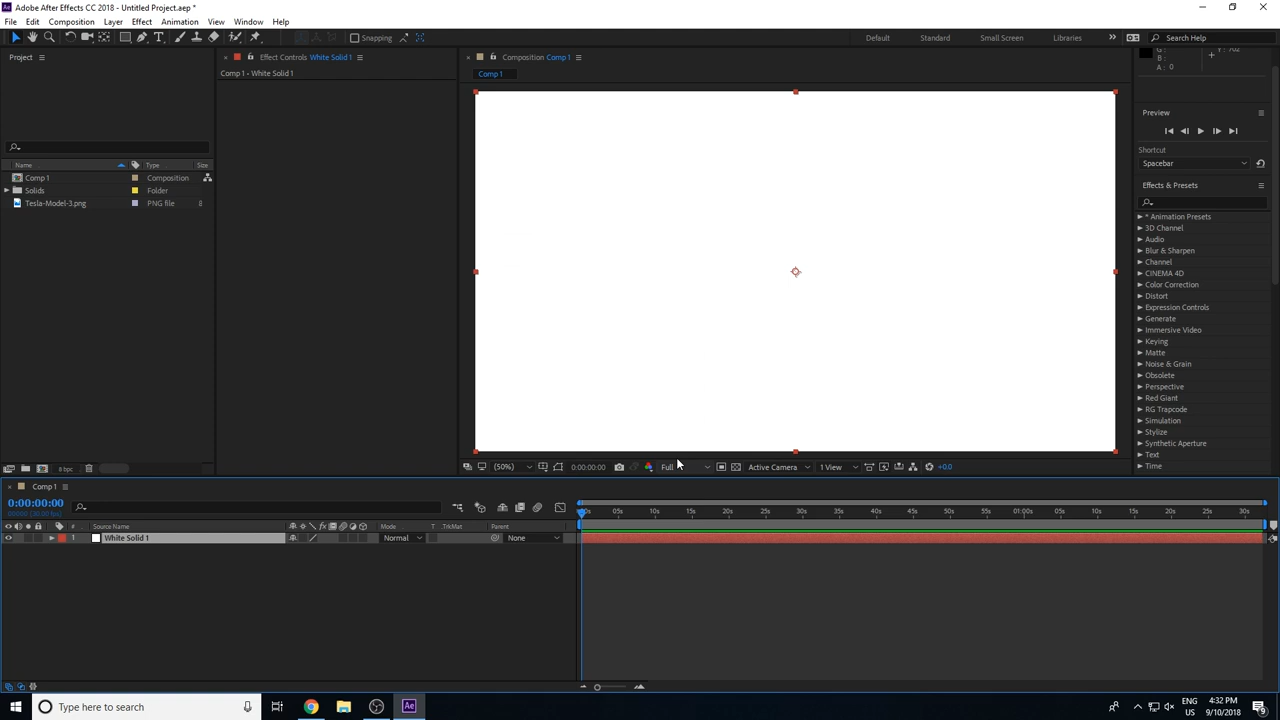 Ae Adobe After Effects CC 2018 - Untitled Project.aep *
File Edit Composition Layer Effect Animation View Window Help
Snapping Default Standard Small Screen Libraries Search Help
Project Effect Controls White Solid 1 Composition Comp 1
Comp 1 - White Solid 1
Comp 1
B:
A: 0
Preview
Shortcut
Spacebar
Effects & Presets
Name Type Size
Comp 1 Composition
Solids Folder
Tesla-Model-3.png PNG file
* Animation Presets
3D Channel
Audio
Blur & Sharpen
Channel
CINEMA 4D
Color Correction
Distort
Expression Controls
Generate
Immersive Video
Keying
Matte
Noise & Grain
Obsolete
Perspective
Red Giant
RG Trapcode
Simulation
Stylize
Synthetic Aperture
Text
Time
8 bpc
(50%) 0:00:00:00 Full Active Camera 1 View +0.0
Comp 1
0:00:00:00
00000 (30.00 fps)
05s 10s 15s 20s 25s 30s 35s 40s 45s 50s 55s 01:00s 05s 10s 15s 20s 25s 30s
# Source Name Mode T .TrkMat Parent
1 White Solid 1 Normal None
Type here to search
Ae
ENG
US
4:32 PM
9/10/2018